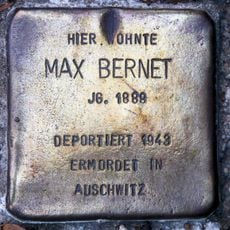 HIER WOHNTE
MAX BERNET
JG. 1889
DEPORTIERT 1943
ERMORDET IN
AUSCHWITZ